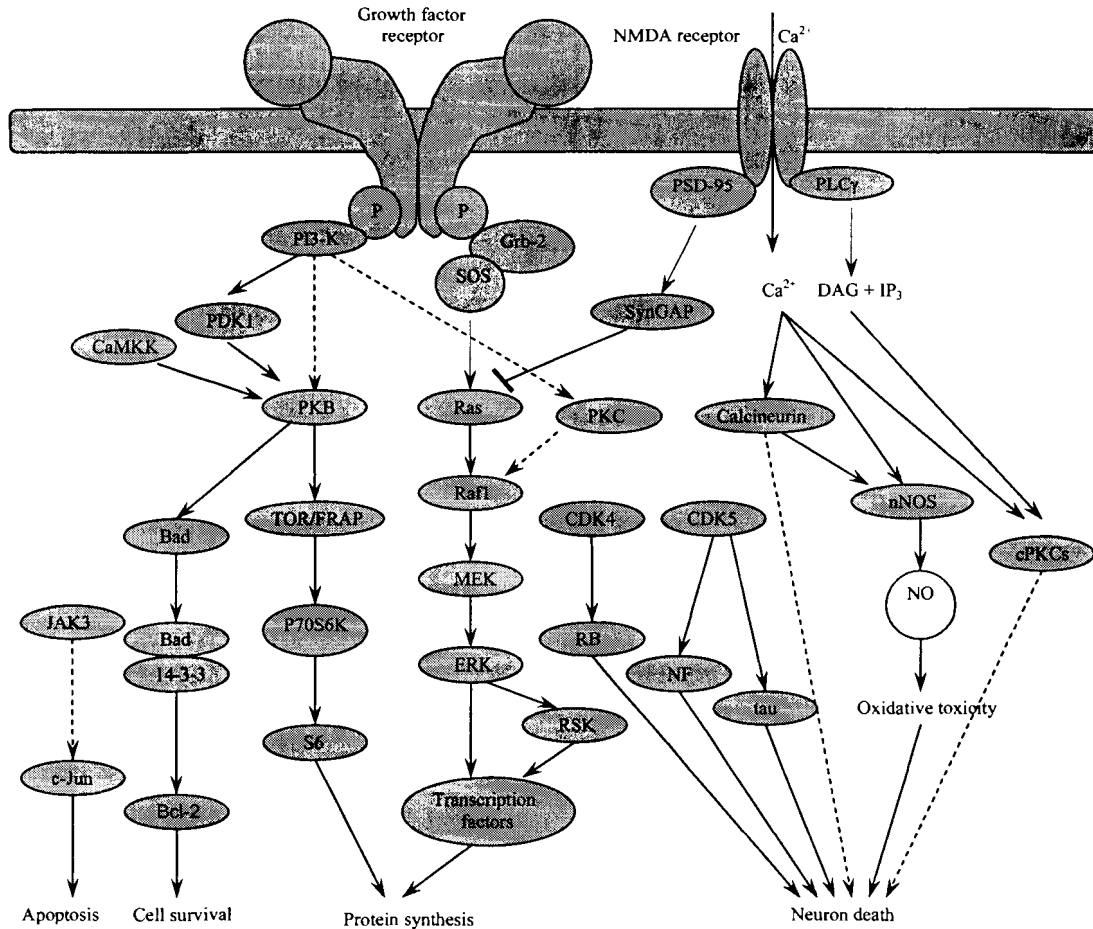 Growth factor
receptor
NMDA receptor
Ca²⁺
PSD-95
PLCγ
P
P
PI3-K
Grb-2
SOS
Ca²⁺
DAG + IP₃
PDK1
SynGAP
CaMKK
PKB
Ras
PKC
Calcineurin
Raf1
nNOS
TOR/FRAP
CDK4
CDK5
Bad
cPKCs
MEK
NO
JAK3
P70S6K
Bad
RB
14-3-3
ERK
NF
tau
Oxidative toxicity
RSK
S6
c-Jun
Transcription
factors
Bcl-2
Apoptosis
Cell survival
Protein synthesis
Neuron death